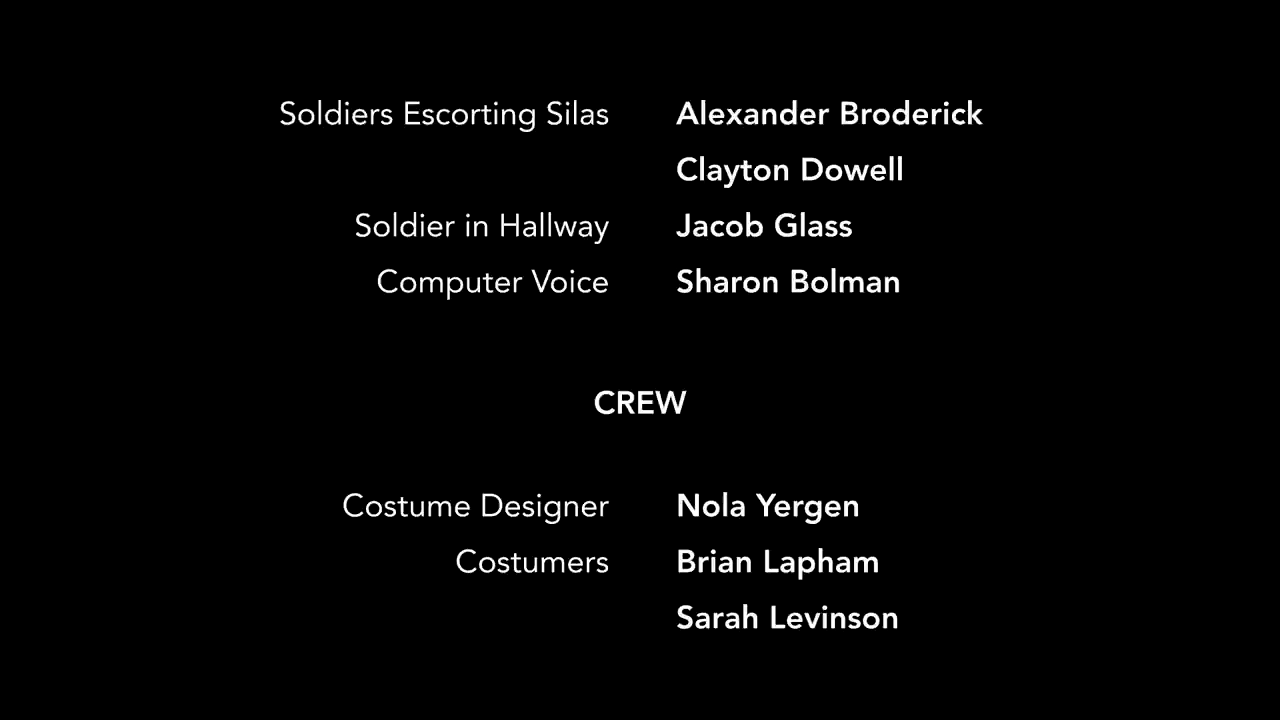 Soldiers Escorting Silas Alexander Broderick
Clayton Dowell
Soldier in Hallway Jacob Glass
Computer Voice Sharon Bolman
CREW
Costume Designer Nola Yergen
Costumers Brian Lapham
Sarah Levinson